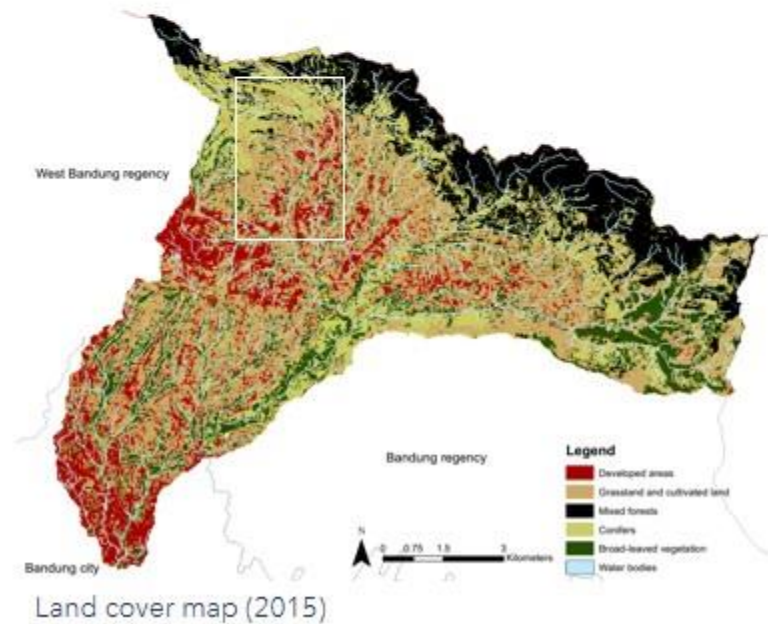 West Bandung regency
Bandung regency
Legend
Developed areas
Grassland and cultivated land
Mixed forests
Conifers
Broad-leaved vegetation
Water bodies
N
0 0.75 1.5 3
Kilometers
Bandung city
Land cover map (2015)